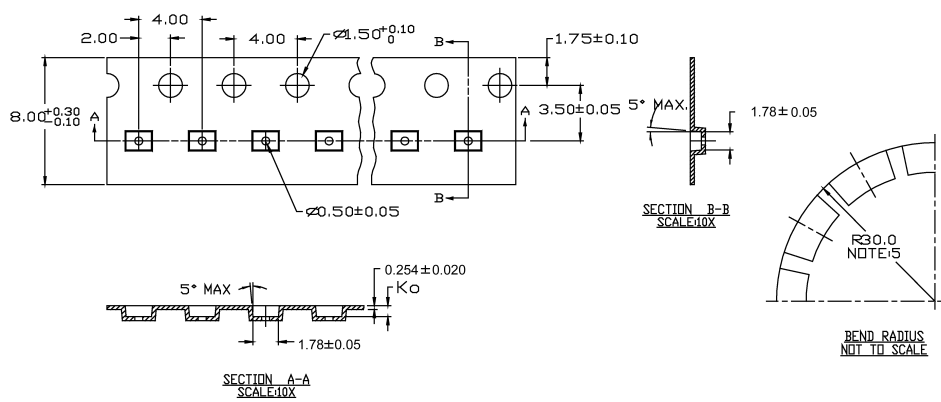 4.00
2.00
4.00
⌀1.50+0.10 0
B
1.75±0.10
8.00+0.30 -0.10
A
A
3.50±0.05
5° MAX.
1.78±0.05
⌀0.50±0.05
B
SECTION B-B
SCALE:10X
R30.0
NOTE:5
0.254±0.020
5° MAX
Ko
1.78±0.05
BEND RADIUS
NOT TO SCALE
SECTION A-A
SCALE:10X